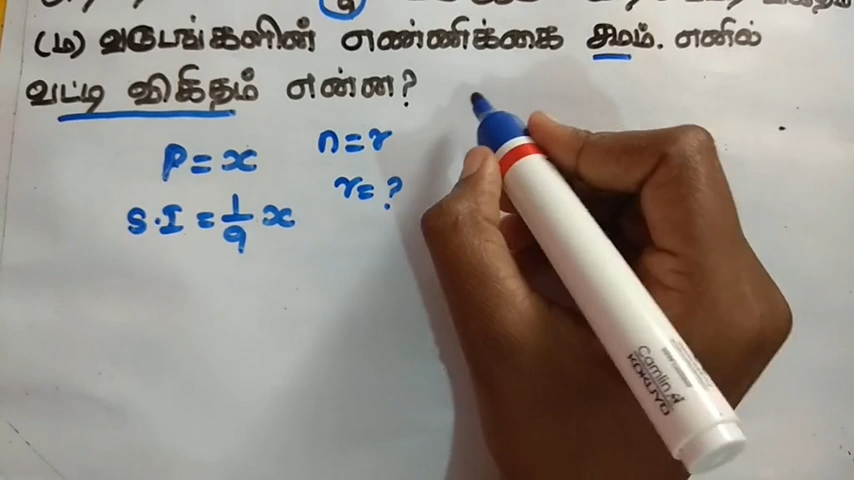 (ம) வருடங்களின் எண்ணிக்கை சமம். எனில்
வட்டி விகிதம் என்ன?
P = x n = r
r = ?
S.I = 1/9 x
Camlin
KOKUYO